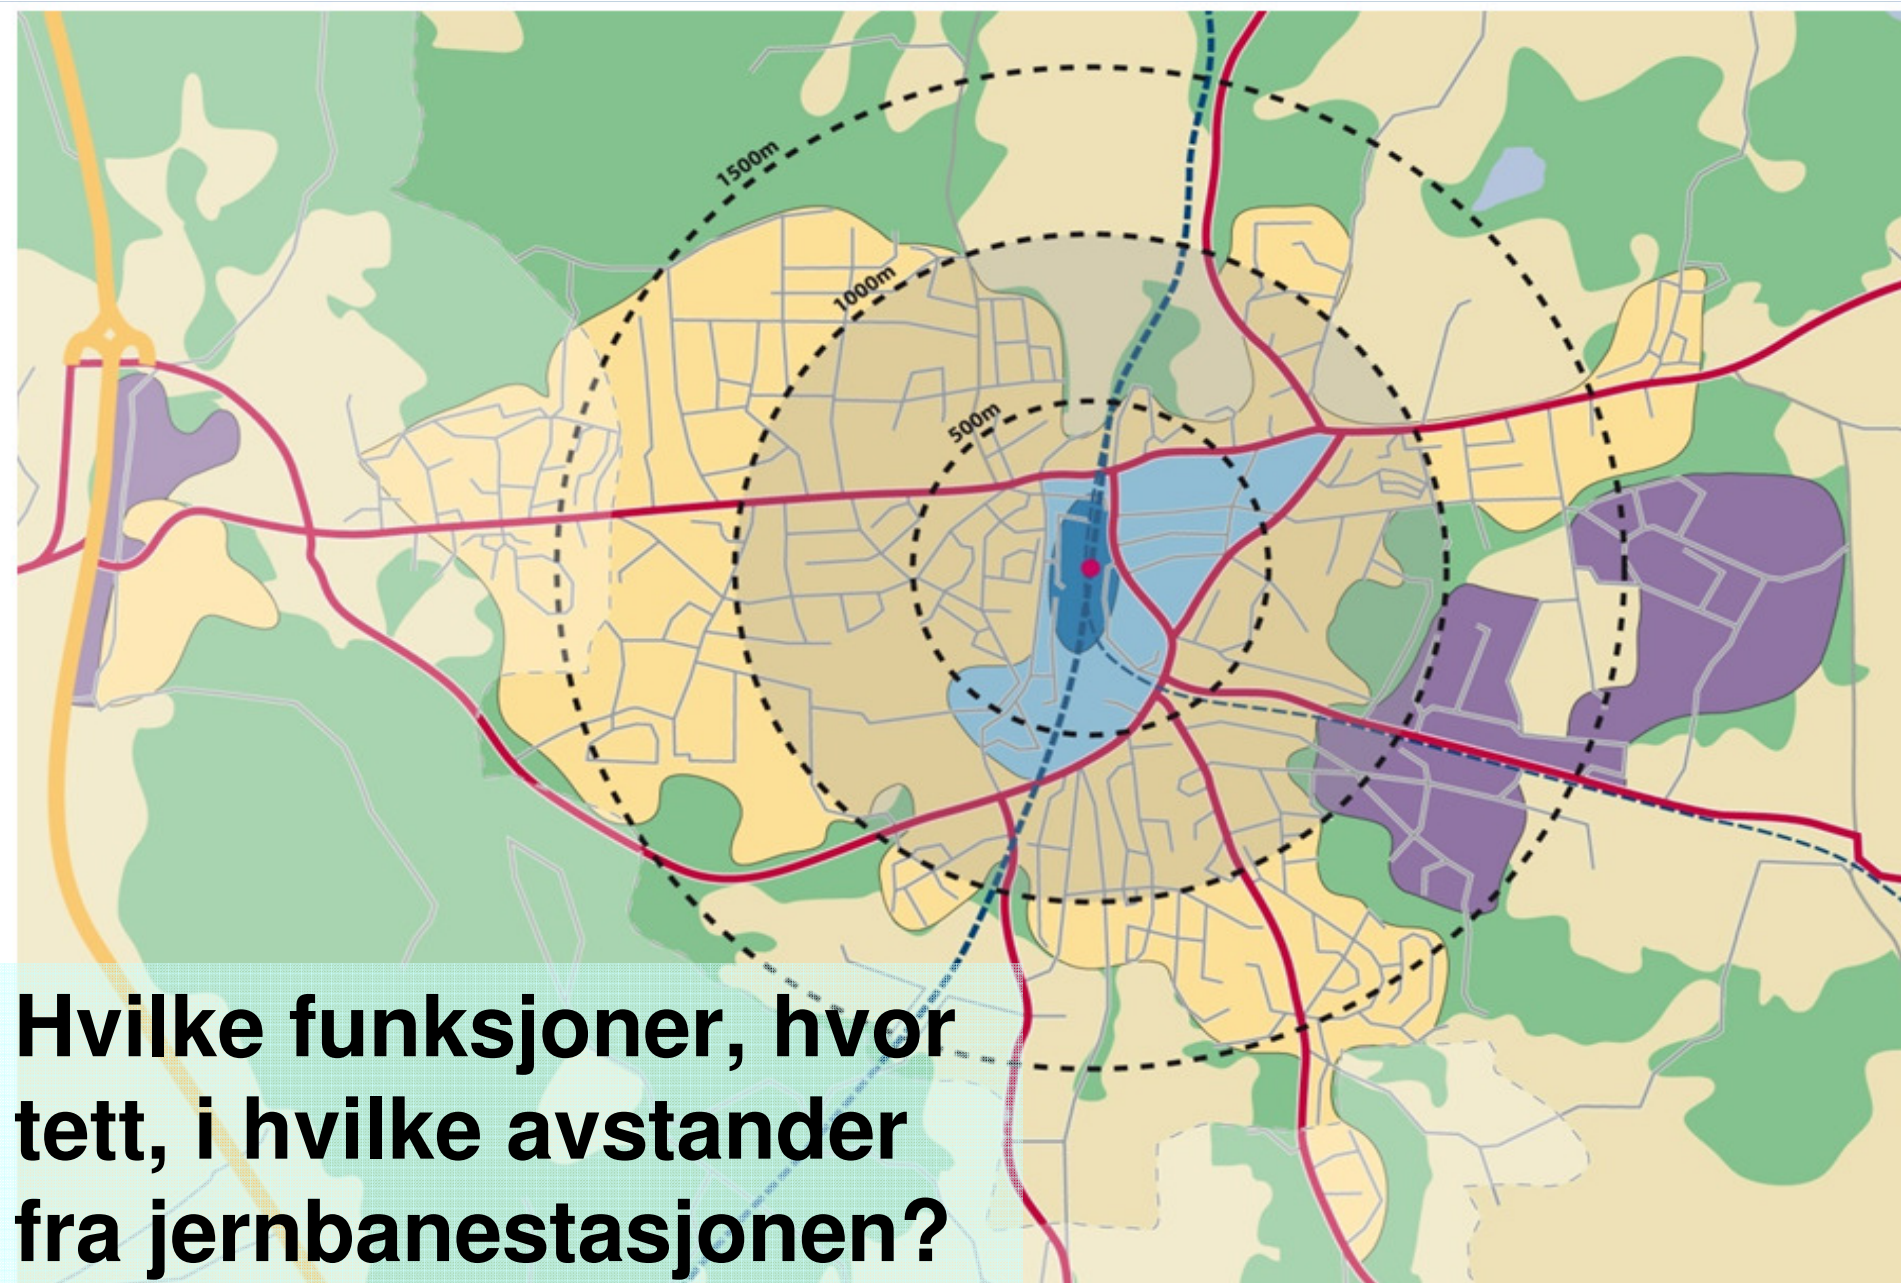 1500m
1000m
500m
Hvilke funksjoner, hvor
tett, i hvilke avstander
fra jernbanestasjonen?